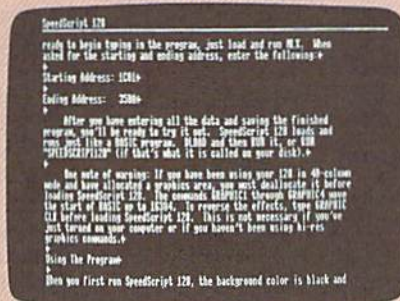 SpeedScript 128
ready to begin typing in the program, just load and run MLX. When
asked for the starting and ending address, enter the following:←
←
Starting Address: 1C01←
←
Ending Address:
←
After you have entering all the data and saving the finished
program, you'll be ready to try it out. SpeedScript 128 loads and
runs just like a BASIC program. DLOAD and then RUN it, or RUN
"SPEEDSCRIPT128" (if that's what it is called on your disk).←
←
One note of warning: If you have been using your 128 in 40-column
mode and have allocated a graphics area, you must deallocate it before
loading SpeedScript 128. The commands GRAPHIC1 through GRAPHIC4 move
the start of BASIC up to 16384. To reverse the effects, type GRAPHIC
CLR before loading SpeedScript 128. This is not necessary if you've
just turned on your computer or if you haven't been using hi-res
graphics commands.←
←
Using The Program←
←
When you first run SpeedScript 128, the background color is black and